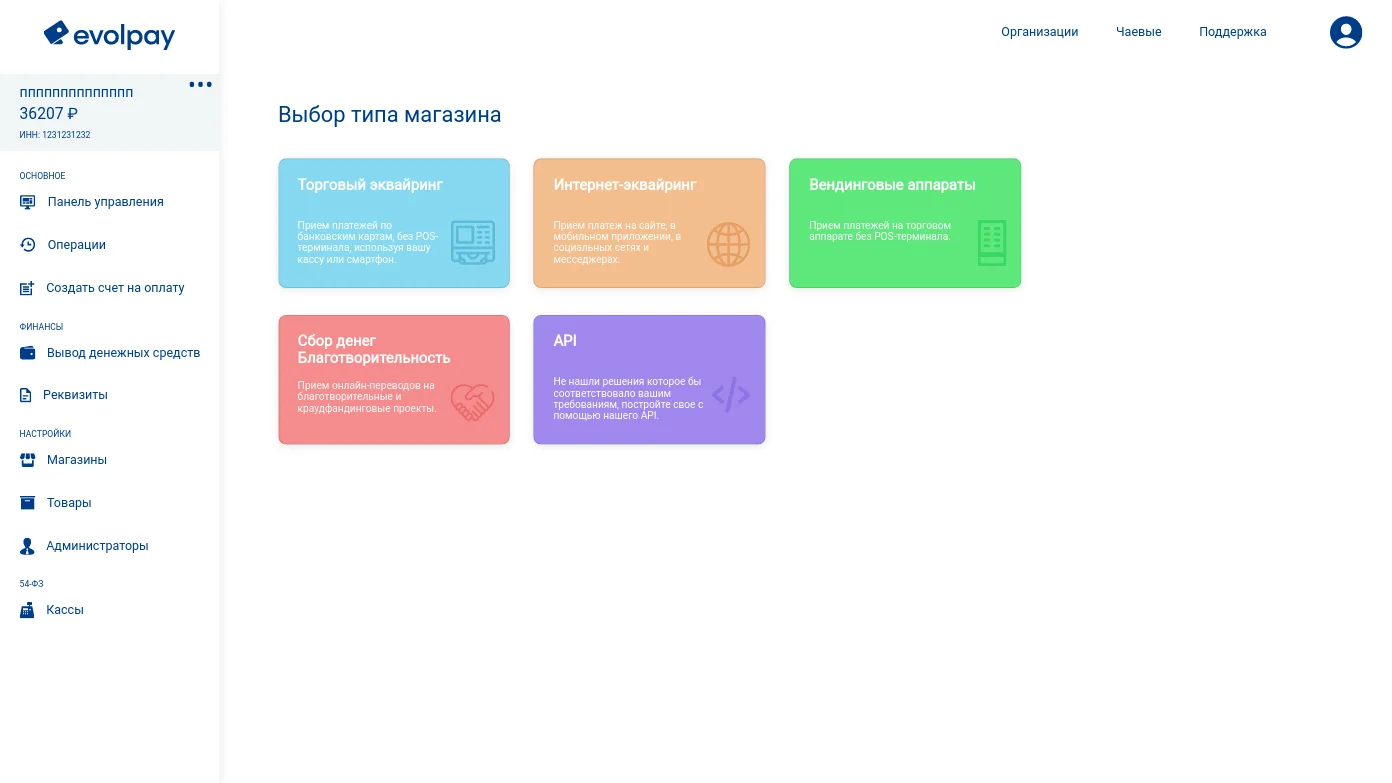 evolpay
Организации
Чаевые
Поддержка
пппппппппппппп
36207 ₽
ИНН: 1231231232
ОСНОВНОЕ
Панель управления
Операции
Создать счет на оплату
ФИНАНСЫ
Вывод денежных средств
Реквизиты
НАСТРОЙКИ
Магазины
Товары
Администраторы
54-ФЗ
Кассы
Выбор типа магазина
Торговый эквайринг
Прием платежей по
банковским картам, без POS-
терминала, используя вашу
кассу или смартфон.
Интернет-эквайринг
Прием платеж на сайте, в
мобильном приложении, в
социальных сетях и
месседжерах.
Вендинговые аппараты
Прием платежей на торговом
аппарате без POS-терминала.
Сбор денег
Благотворительность
Прием онлайн-переводов на
благотворительные и
краудфандинговые проекты.
API
Не нашли решения которое бы
соответствовало вашим
требованиям, постройте свое с
помощью нашего API.